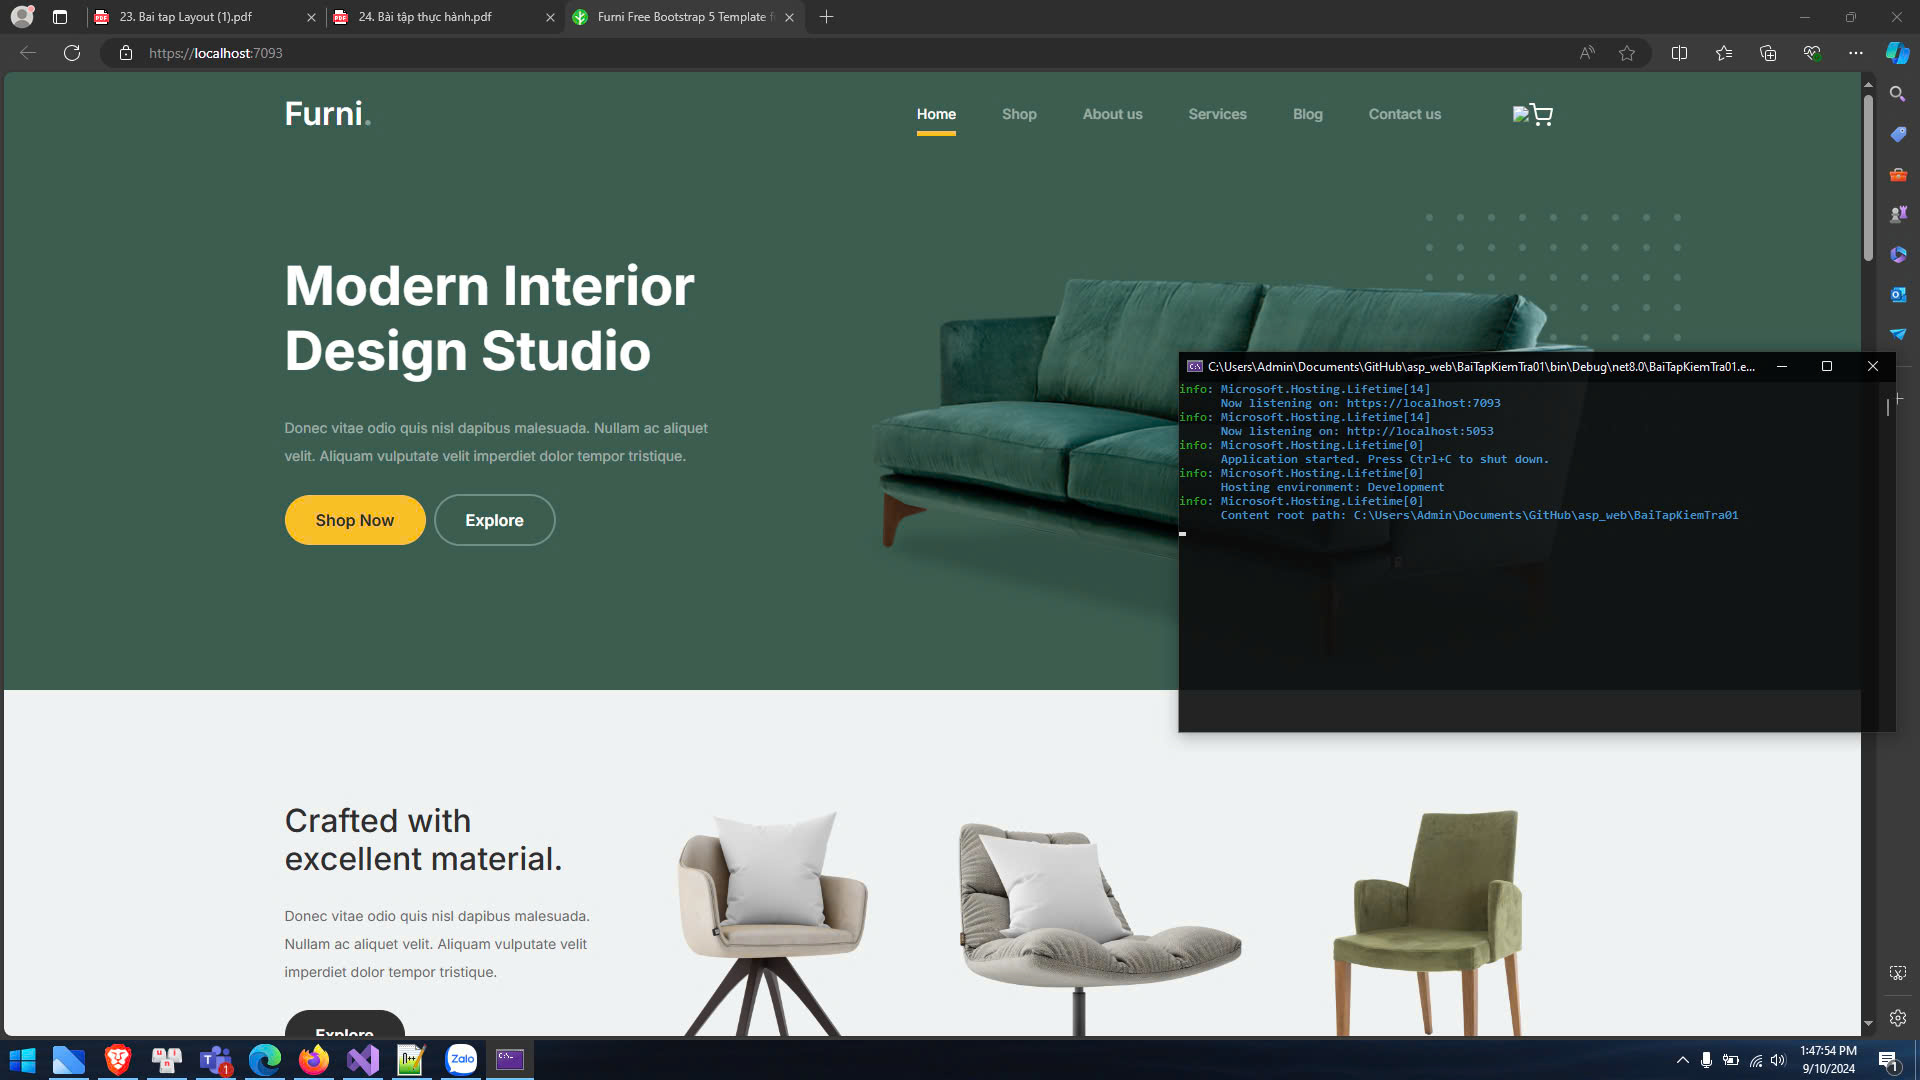 23. Bai tap Layout (1).pdf
24. Bài tập thực hành.pdf
Furni Free Bootstrap 5 Template
https://localhost:7093
Furni.
Home
Shop
About us
Services
Blog
Contact us
Modern Interior
Design Studio
Donec vitae odio quis nisl dapibus malesuada. Nullam ac aliquet
velit. Aliquam vulputate velit imperdiet dolor tempor tristique.
Shop Now
Explore
C:\Users\Admin\Documents\GitHub\asp_web\BaiTapKiemTra01\bin\Debug\net8.0\BaiTapKiemTra01.e...
info: Microsoft.Hosting.Lifetime[14]
Now listening on: https://localhost:7093
info: Microsoft.Hosting.Lifetime[14]
Now listening on: http://localhost:5053
info: Microsoft.Hosting.Lifetime[0]
Application started. Press Ctrl+C to shut down.
info: Microsoft.Hosting.Lifetime[0]
Hosting environment: Development
info: Microsoft.Hosting.Lifetime[0]
Content root path: C:\Users\Admin\Documents\GitHub\asp_web\BaiTapKiemTra01
Crafted with
excellent material.
Donec vitae odio quis nisl dapibus malesuada.
Nullam ac aliquet velit. Aliquam vulputate velit
imperdiet dolor tempor tristique.
Explore
Zalo
1:47:54 PM
9/10/2024